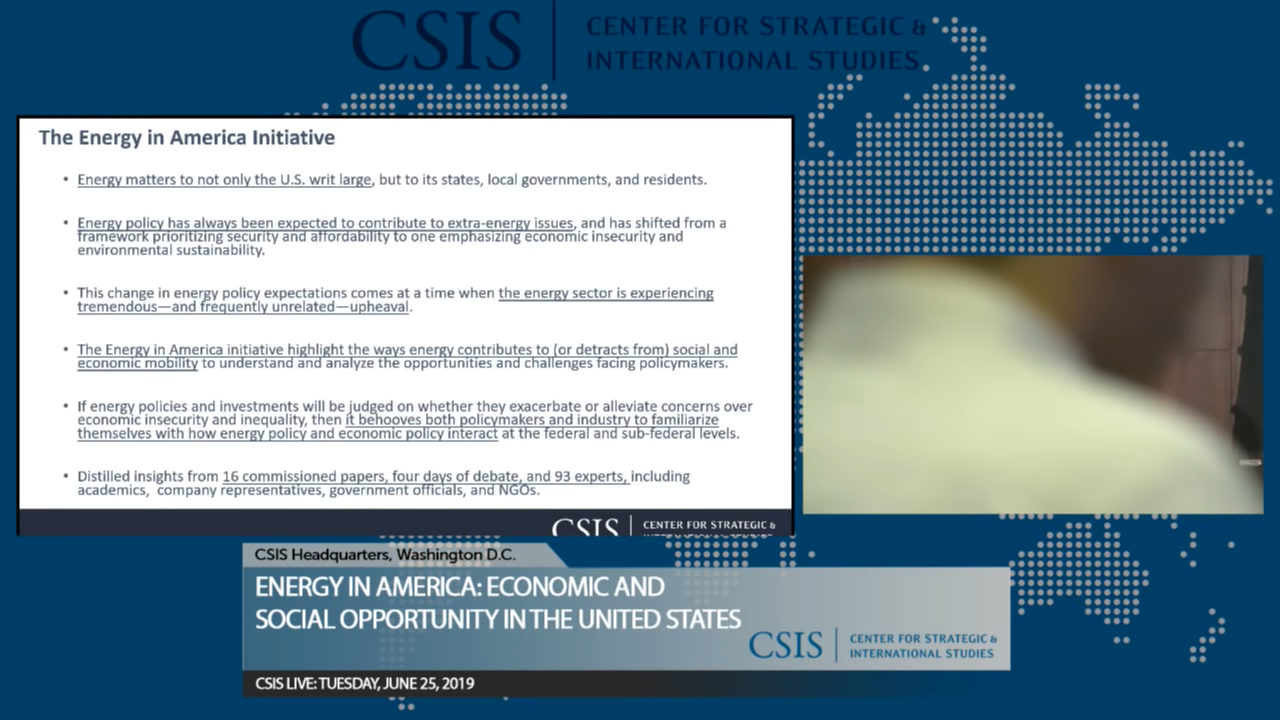 CSIS
CENTER FOR STRATEGIC &
INTERNATIONAL STUDIES
The Energy in America Initiative
• Energy matters to not only the U.S. writ large, but to its states, local governments, and residents.
• Energy policy has always been expected to contribute to extra-energy issues, and has shifted from a
framework prioritizing security and affordability to one emphasizing economic insecurity and
environmental sustainability.
• This change in energy policy expectations comes at a time when the energy sector is experiencing
tremendous—and frequently unrelated—upheaval.
• The Energy in America initiative highlight the ways energy contributes to (or detracts from) social and
economic mobility to understand and analyze the opportunities and challenges facing policymakers.
• If energy policies and investments will be judged on whether they exacerbate or alleviate concerns over
economic insecurity and inequality, then it behooves both policymakers and industry to familiarize
themselves with how energy policy and economic policy interact at the federal and sub-federal levels.
• Distilled insights from 16 commissioned papers, four days of debate, and 93 experts, including
academics, company representatives, government officials, and NGOs.
CSIS
CENTER FOR STRATEGIC &
CSIS Headquarters, Washington D.C.
ENERGY IN AMERICA: ECONOMIC AND
SOCIAL OPPORTUNITY IN THE UNITED STATES
CSIS
CENTER FOR STRATEGIC &
INTERNATIONAL STUDIES
CSIS LIVE: TUESDAY, JUNE 25, 2019